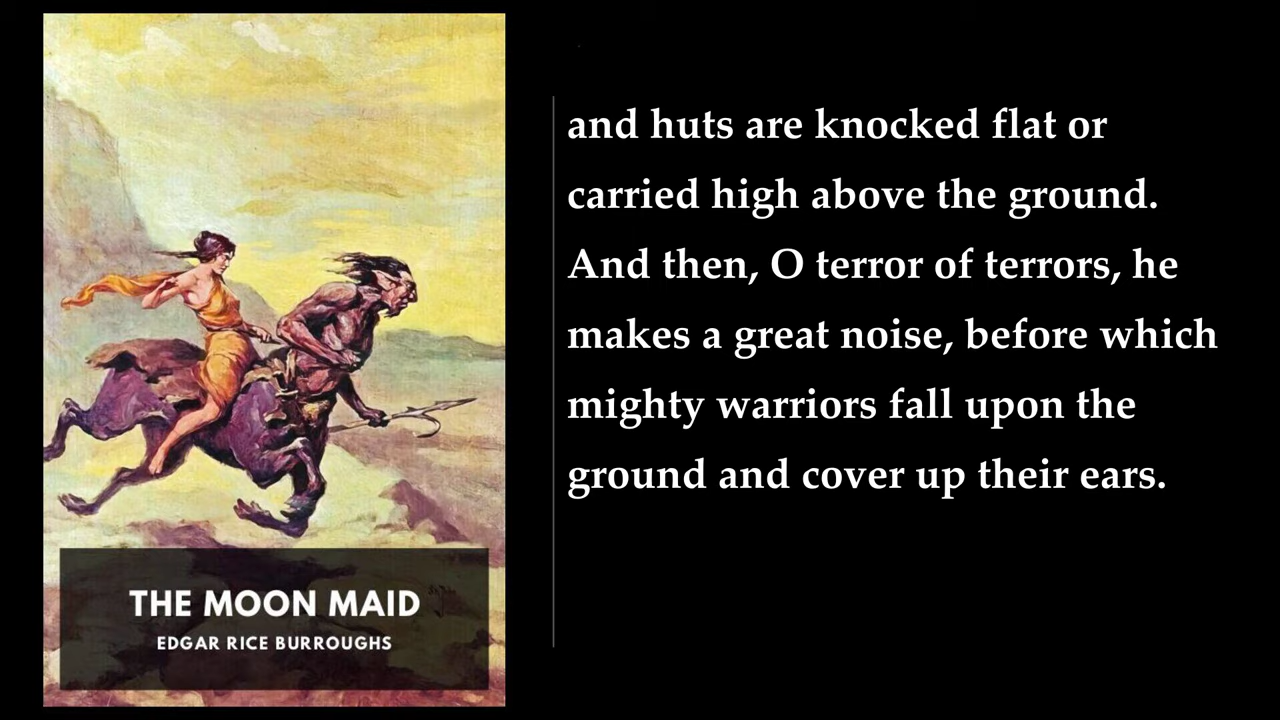 and huts are knocked flat or
carried high above the ground.
And then, O terror of terrors, he
makes a great noise, before which
mighty warriors fall upon the
ground and cover up their ears.
THE MOON MAID
EDGAR RICE BURROUGHS